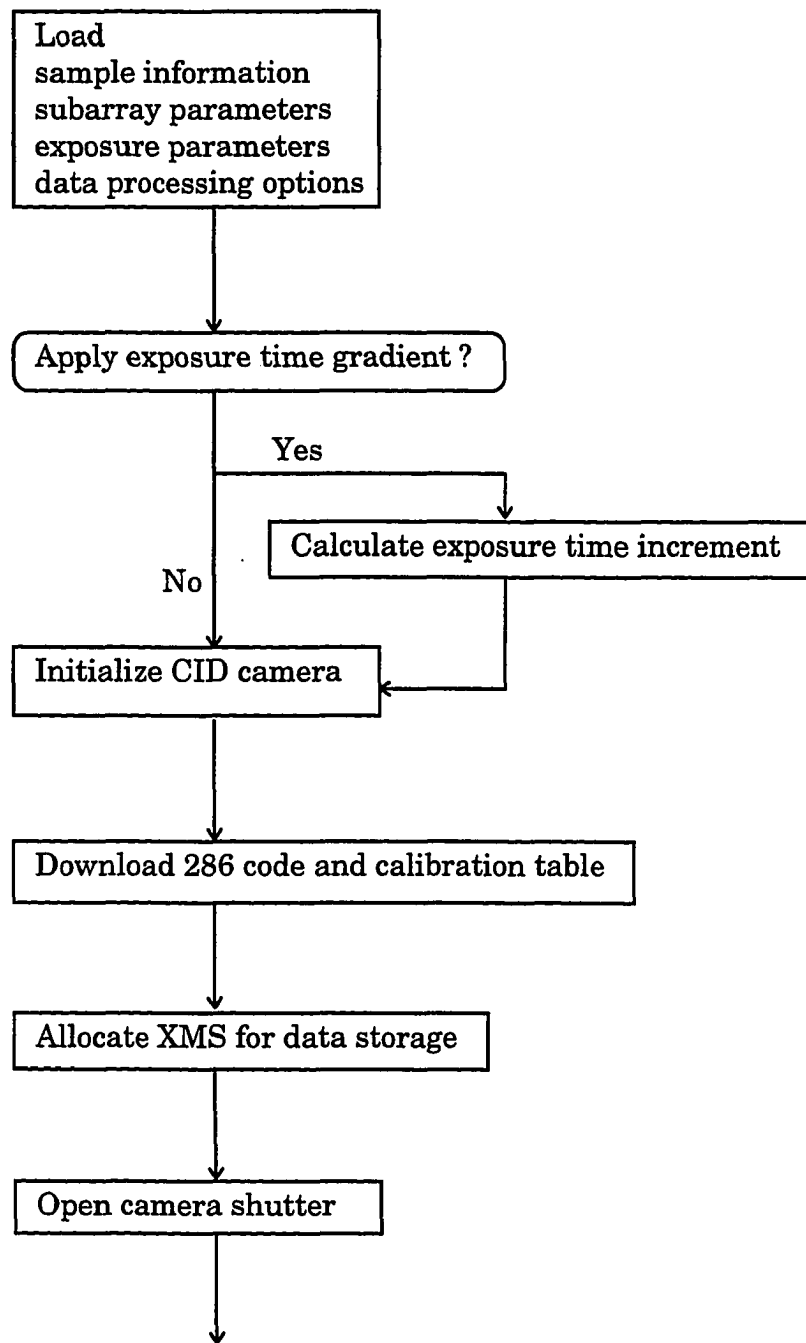 Load
sample information
subarray parameters
exposure parameters
data processing options
Apply exposure time gradient ?
Yes
Calculate exposure time increment
No
Initialize CID camera
Download 286 code and calibration table
Allocate XMS for data storage
Open camera shutter